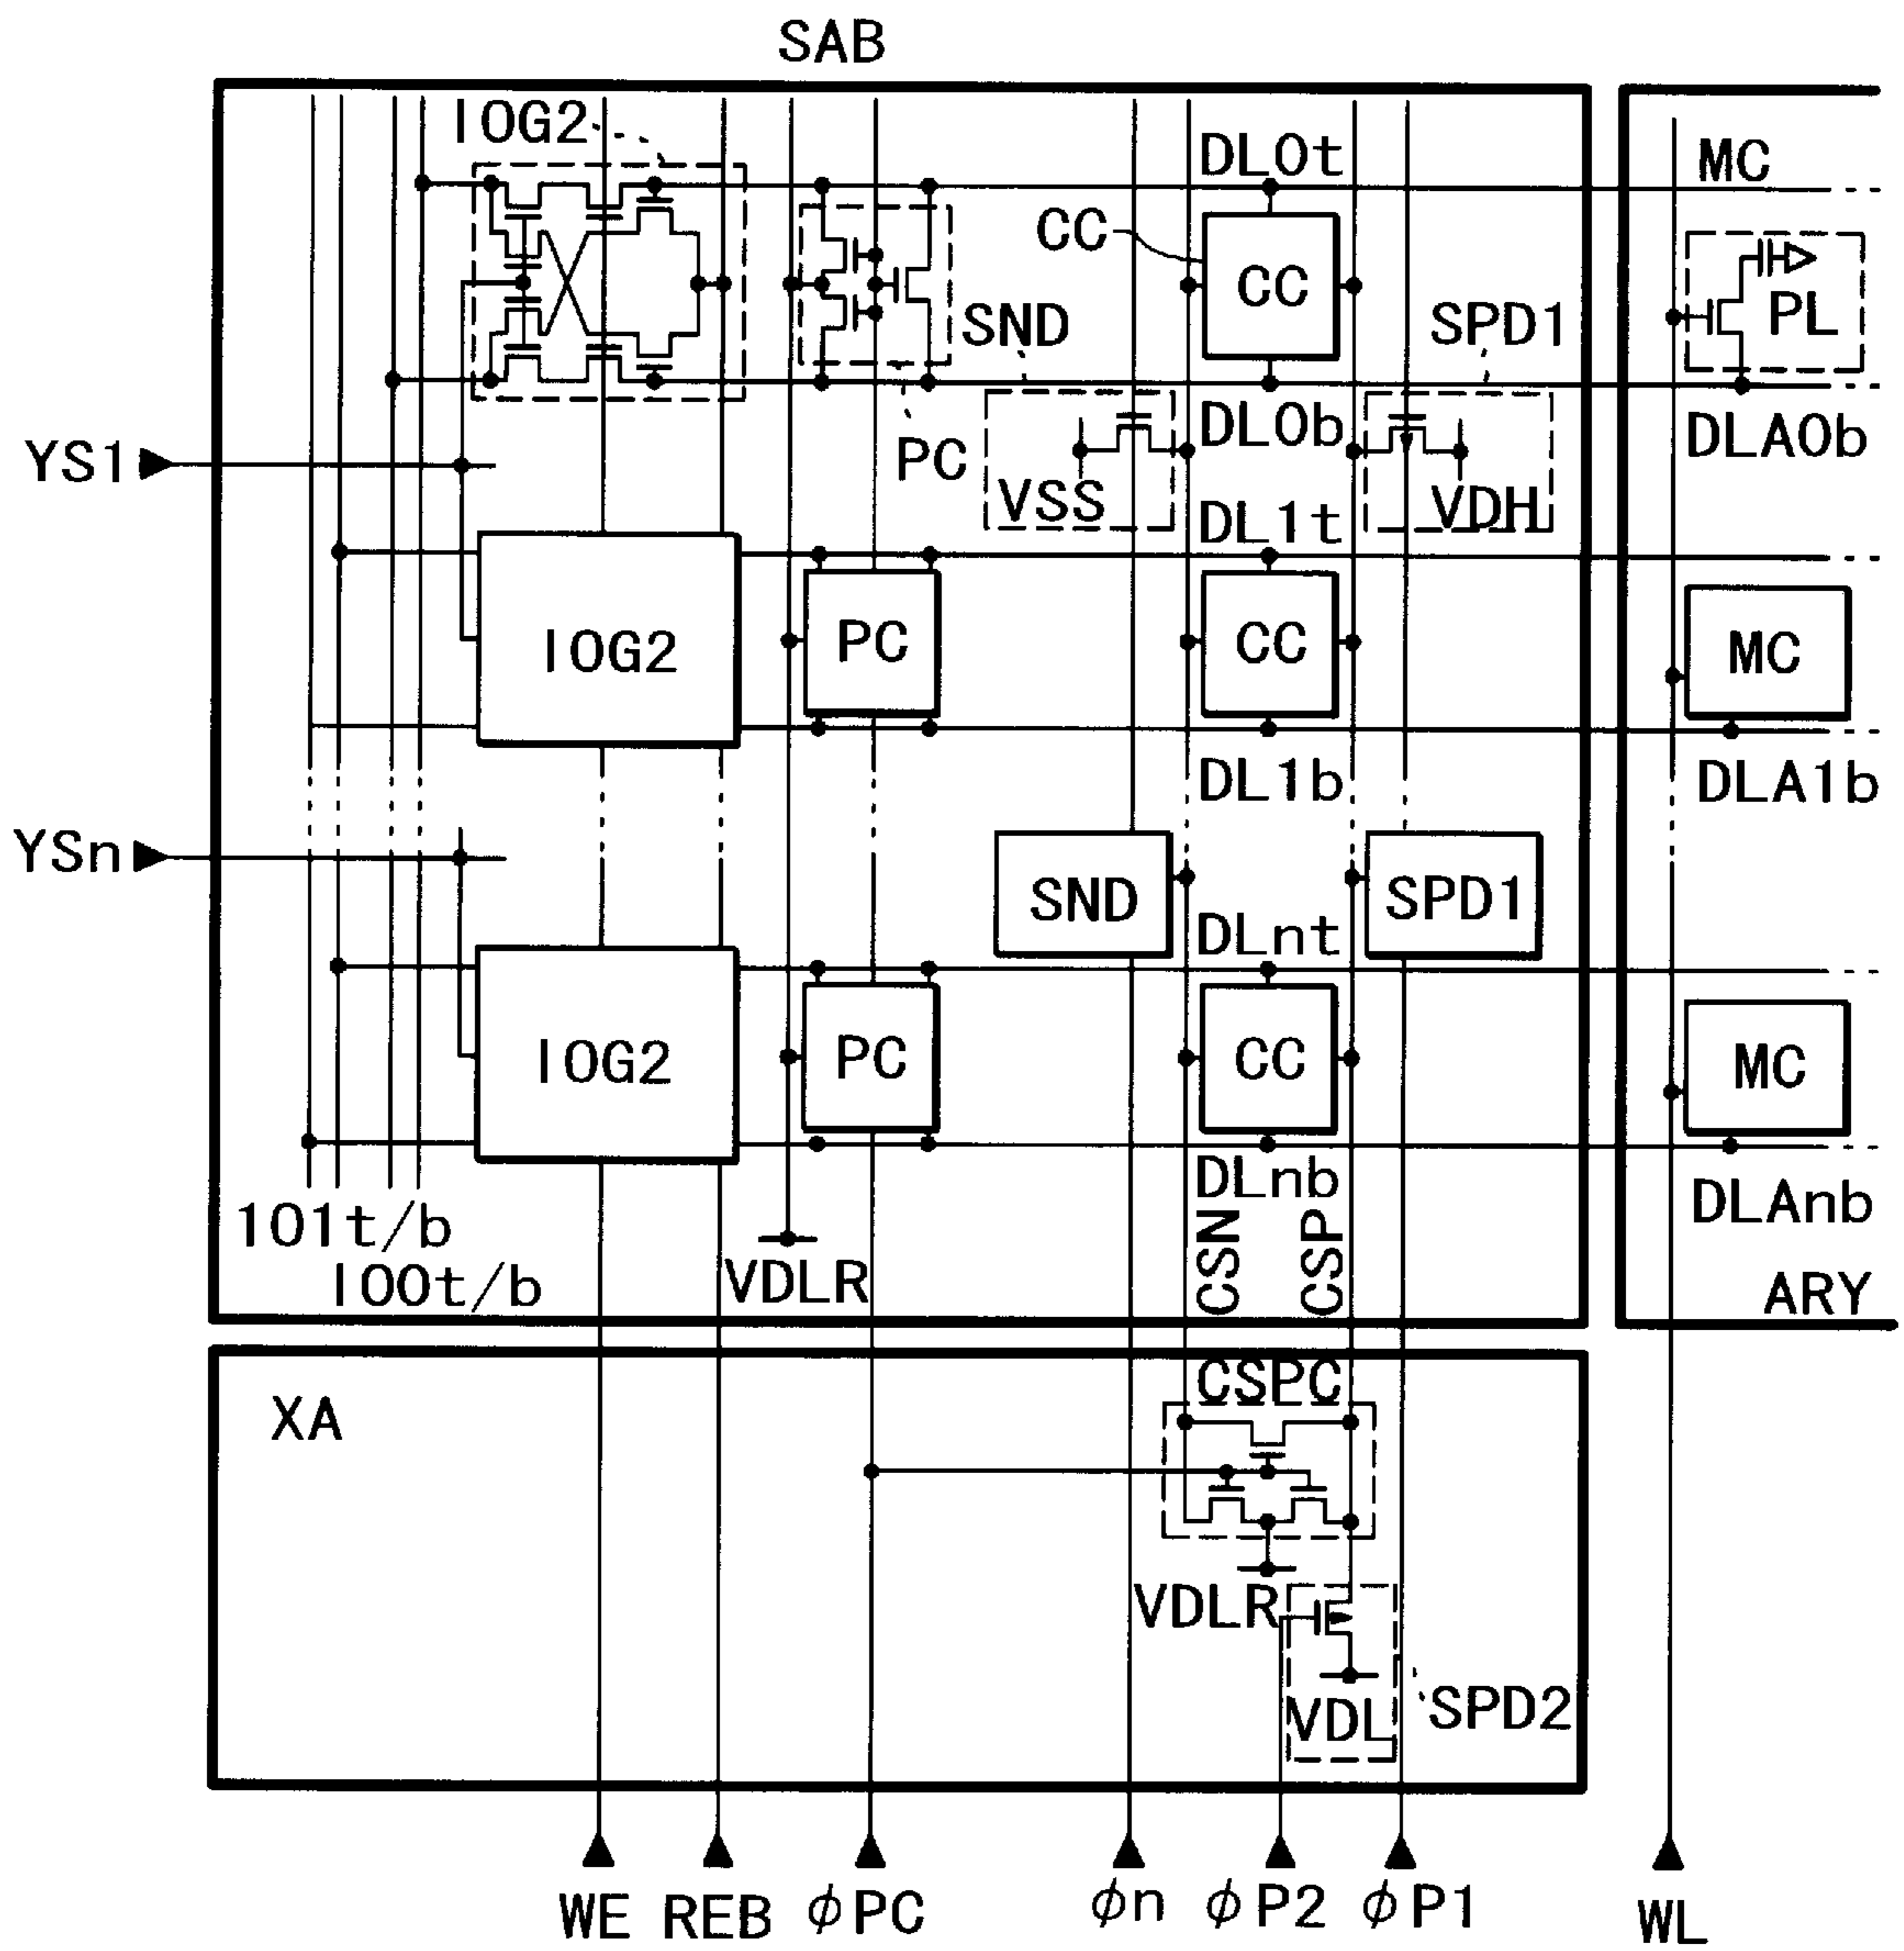 SAB
IOG2
DL0t
MC
CC
CC
SND
SPD1
PL
YS1
PC
DL0b
DLA0b
VSS
VDH
DL1t
IOG2
PC
CC
MC
DL1b
DLA1b
YSn
SND
SPD1
DLnt
IOG2
PC
CC
MC
DLnb
DLAnb
IO1t/b
IO0t/b
VDLR
CSN
CSP
ARY
XA
CSPC
VDLR
VDL
SPD2
WE
REB
φPC
φn
φP2
φP1
WL